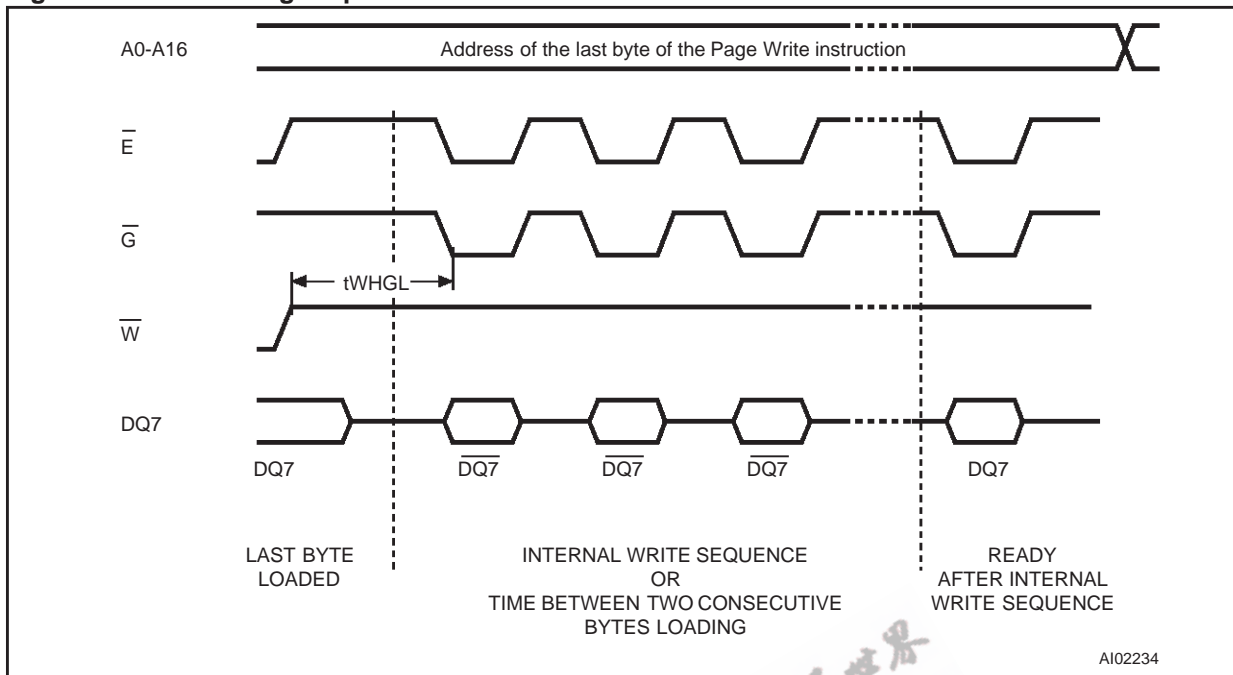 A0-A16
Address of the last byte of the Page Write instruction
E
G
tWHGL
W
DQ7
DQ7
DQ7
DQ7
DQ7
DQ7
LAST BYTE
LOADED
INTERNAL WRITE SEQUENCE
OR
TIME BETWEEN TWO CONSECUTIVE
BYTES LOADING
READY
AFTER INTERNAL
WRITE SEQUENCE
AI02234